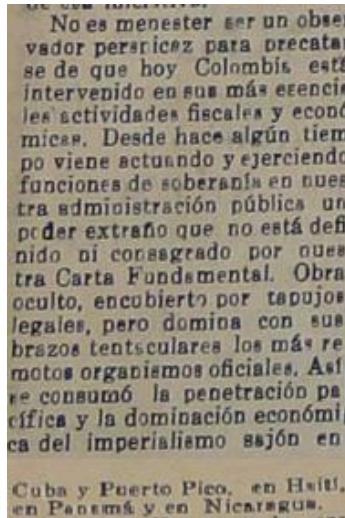 No es menester ser un obser
vador perspicaz para precatar
se de que hoy Colombia está
intervenido en sus más esencia
les actividades fiscales y econó
micas. Desde hace algún tiem
po viene actuando y ejerciendo
funciones de soberanía en nues
tra administración pública un
poder extraño que no está defi
nido ni consagrado por nues
tra Carta Fundamental. Obra
oculto, encubierto por tapujos
legales, pero domina con sus
brazos tentaculares los más re
motos organismos oficiales. Así
se consumó la penetración pa
cífica y la dominación económi
ca del imperialismo sajón en
Cuba y Puerto Pico, en Haití,
en Panamá y en Nicaragua.